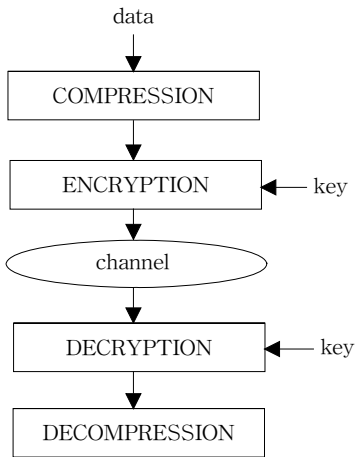 data
COMPRESSION
ENCRYPTION
key
channel
DECRYPTION
key
DECOMPRESSION